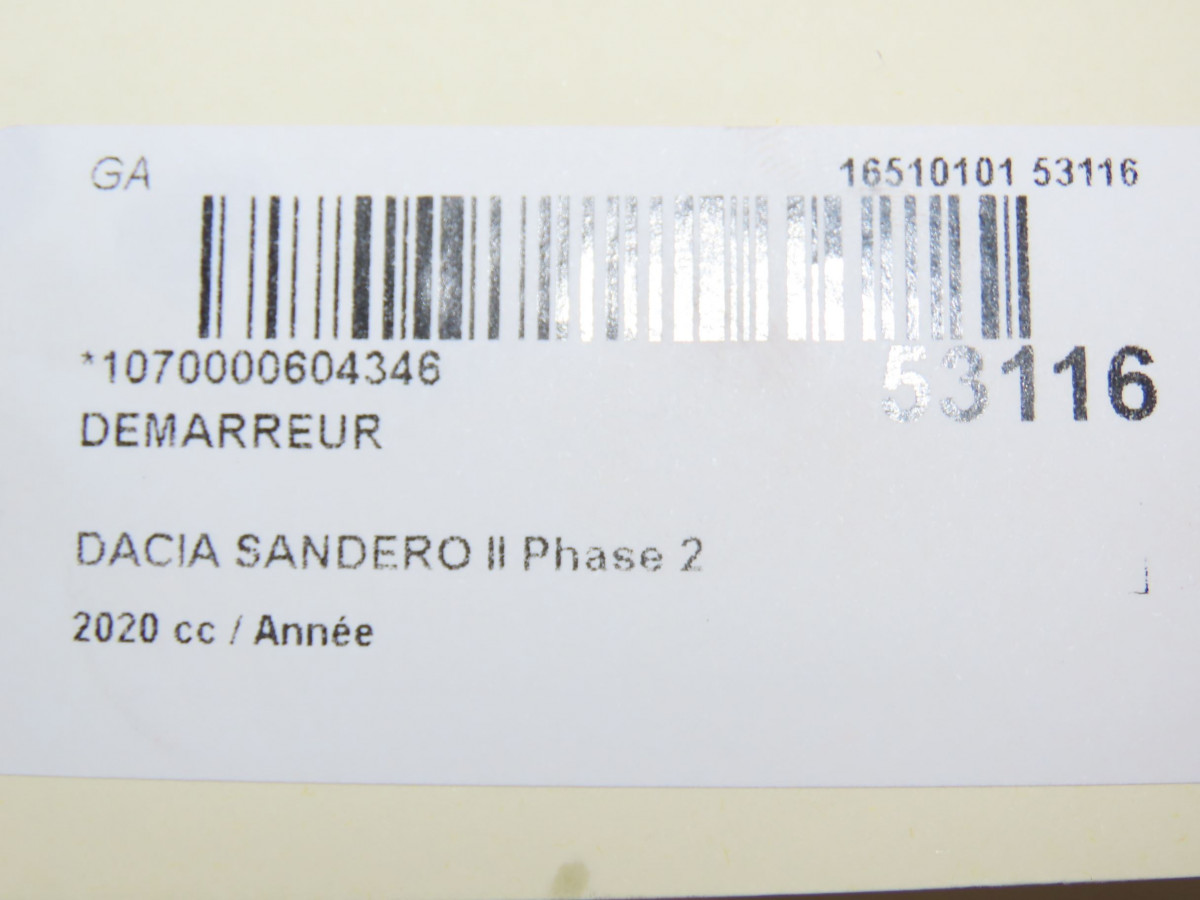 GA 16510101 53116
*1070000604346 53116
DEMARREUR
DACIA SANDERO II Phase 2
2020 cc / Année